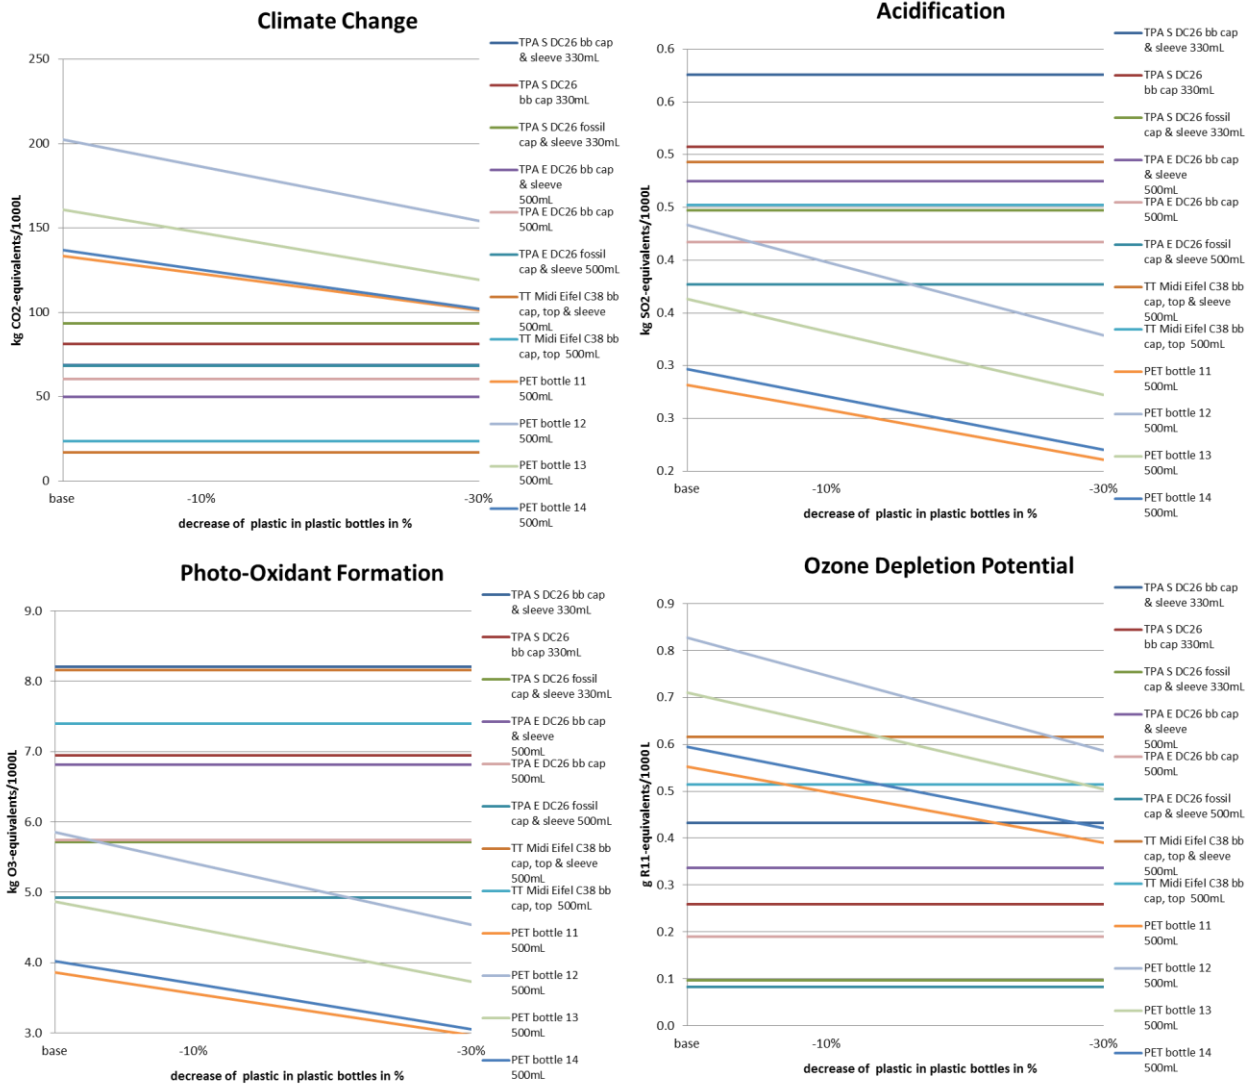 Climate Change
kg CO2-equivalents/1000L
250
200
150
100
50
0
base
-10%
-30%
decrease of plastic in plastic bottles in %
TPA S DC26 bb cap
& sleeve 330mL
TPA S DC26
bb cap 330mL
TPA S DC26 fossil
cap & sleeve 330mL
TPA E DC26 bb cap
& sleeve
500mL
TPA E DC26 bb cap
500mL
TPA E DC26 fossil
cap & sleeve 500mL
TT Midi Eifel C38 bb
cap, top & sleeve
500mL
TT Midi Eifel C38 bb
cap, top 500mL
PET bottle 11
500mL
PET bottle 12
500mL
PET bottle 13
500mL
PET bottle 14
500mL
Acidification
kg SO2-equivalents/1000L
0.6
0.6
0.5
0.5
0.4
0.4
0.3
0.3
0.2
base
-10%
-30%
decrease of plastic in plastic bottles in %
TPA S DC26 bb cap
& sleeve 330mL
TPA S DC26
bb cap 330mL
TPA S DC26 fossil
cap & sleeve 330mL
TPA E DC26 bb cap
& sleeve
500mL
TPA E DC26 bb cap
500mL
TPA E DC26 fossil
cap & sleeve 500mL
TT Midi Eifel C38 bb
cap, top & sleeve
500mL
TT Midi Eifel C38 bb
cap, top 500mL
PET bottle 11
500mL
PET bottle 12
500mL
PET bottle 13
500mL
PET bottle 14
500mL
Photo-Oxidant Formation
kg O3-equivalents/1000L
9.0
8.0
7.0
6.0
5.0
4.0
3.0
base
-10%
-30%
decrease of plastic in plastic bottles in %
TPA S DC26 bb cap
& sleeve 330mL
TPA S DC26
bb cap 330mL
TPA S DC26 fossil
cap & sleeve 330mL
TPA E DC26 bb cap
& sleeve
500mL
TPA E DC26 bb cap
500mL
TPA E DC26 fossil
cap & sleeve 500mL
TT Midi Eifel C38 bb
cap, top & sleeve
500mL
TT Midi Eifel C38 bb
cap, top 500mL
PET bottle 11
500mL
PET bottle 12
500mL
PET bottle 13
500mL
PET bottle 14
500mL
Ozone Depletion Potential
g R11-equivalents/1000L
0.9
0.8
0.7
0.6
0.5
0.4
0.3
0.2
0.1
0.0
base
-10%
-30%
decrease of plastic in plastic bottles in %
TPA S DC26 bb cap
& sleeve 330mL
TPA S DC26
bb cap 330mL
TPA S DC26 fossil
cap & sleeve 330mL
TPA E DC26 bb cap
& sleeve
500mL
TPA E DC26 bb cap
500mL
TPA E DC26 fossil
cap & sleeve 500mL
TT Midi Eifel C38 bb
cap, top & sleeve
500mL
TT Midi Eifel C38 bb
cap, top 500mL
PET bottle 11
500mL
PET bottle 12
500mL
PET bottle 13
500mL
PET bottle 14
500mL